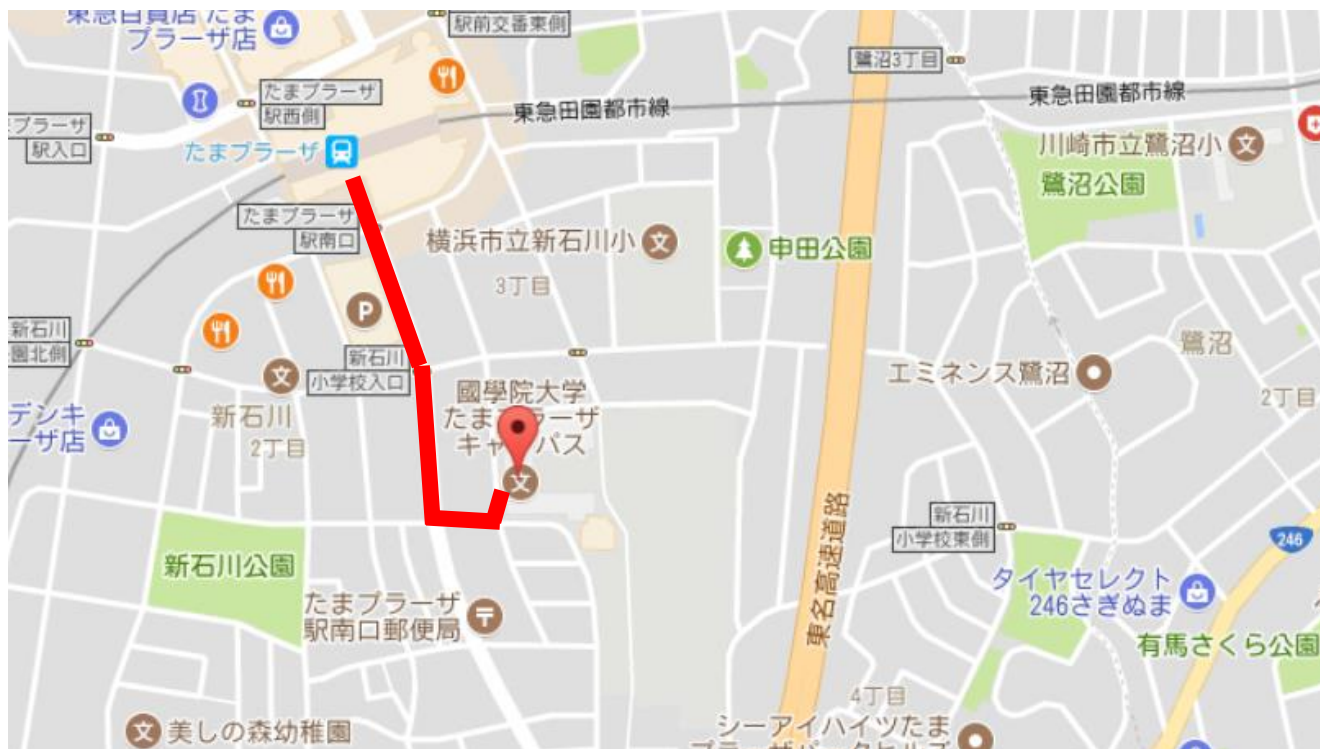 東急百貨店 たま
プラーザ店
駅前交番東側
鷺沼3丁目
たまプラーザ
駅西側
東急田園都市線
東急田園都市線
プラーザ
駅入口
たまプラーザ
川崎市立鷺沼小
鷺沼公園
たまプラーザ
駅南口
横浜市立新石川小
申田公園
3丁目
P
新石川
園北側
新石川
小学校入口
鷺沼
エミネンス鷺沼
2丁目
國學院大学
たまプラーザ
キャンパス
文
デンキ
ーザ店
新石川
2丁目
東名高速道路
新石川
小学校東側
246
新石川公園
タイヤセレクト
246さぎぬま
たまプラーザ
駅南口郵便局
有馬さくら公園
4丁目
美しの森幼稚園
シーアイハイツたま